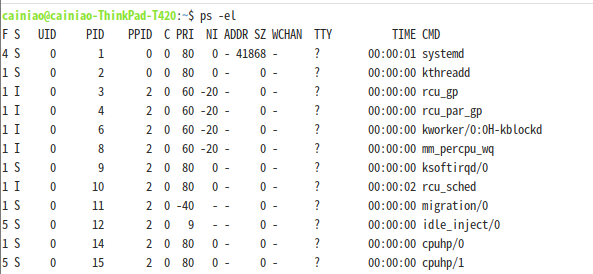 cainiao@cainiao-ThinkPad-T420:~$ ps -el
F S   UID     PID    PPID  C PRI  NI ADDR SZ WCHAN  TTY          TIME CMD
4 S     0       1       0  0  80   0 - 41868 -      ?        00:00:01 systemd
1 S     0       2       0  0  80   0 -     0 -      ?        00:00:00 kthreadd
1 I     0       3       2  0  60 -20 -     0 -      ?        00:00:00 rcu_gp
1 I     0       4       2  0  60 -20 -     0 -      ?        00:00:00 rcu_par_gp
1 I     0       6       2  0  60 -20 -     0 -      ?        00:00:00 kworker/0:0H-kblockd
1 I     0       8       2  0  60 -20 -     0 -      ?        00:00:00 mm_percpu_wq
1 S     0       9       2  0  80   0 -     0 -      ?        00:00:00 ksoftirqd/0
1 I     0      10       2  0  80   0 -     0 -      ?        00:00:02 rcu_sched
1 S     0      11       2  0 -40   - -     0 -      ?        00:00:00 migration/0
5 S     0      12       2  0   9   - -     0 -      ?        00:00:00 idle_inject/0
1 S     0      14       2  0  80   0 -     0 -      ?        00:00:00 cpuhp/0
5 S     0      15       2  0  80   0 -     0 -      ?        00:00:00 cpuhp/1